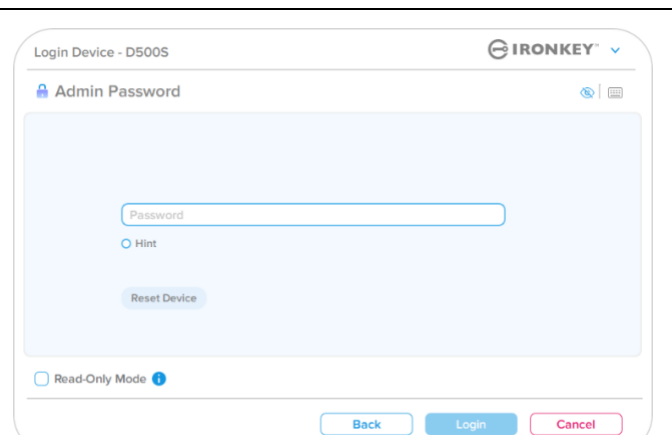 Login Device - D500S
IRONKEY
Admin Password
Password
Hint
Reset Device
Read-Only Mode
Back Login Cancel